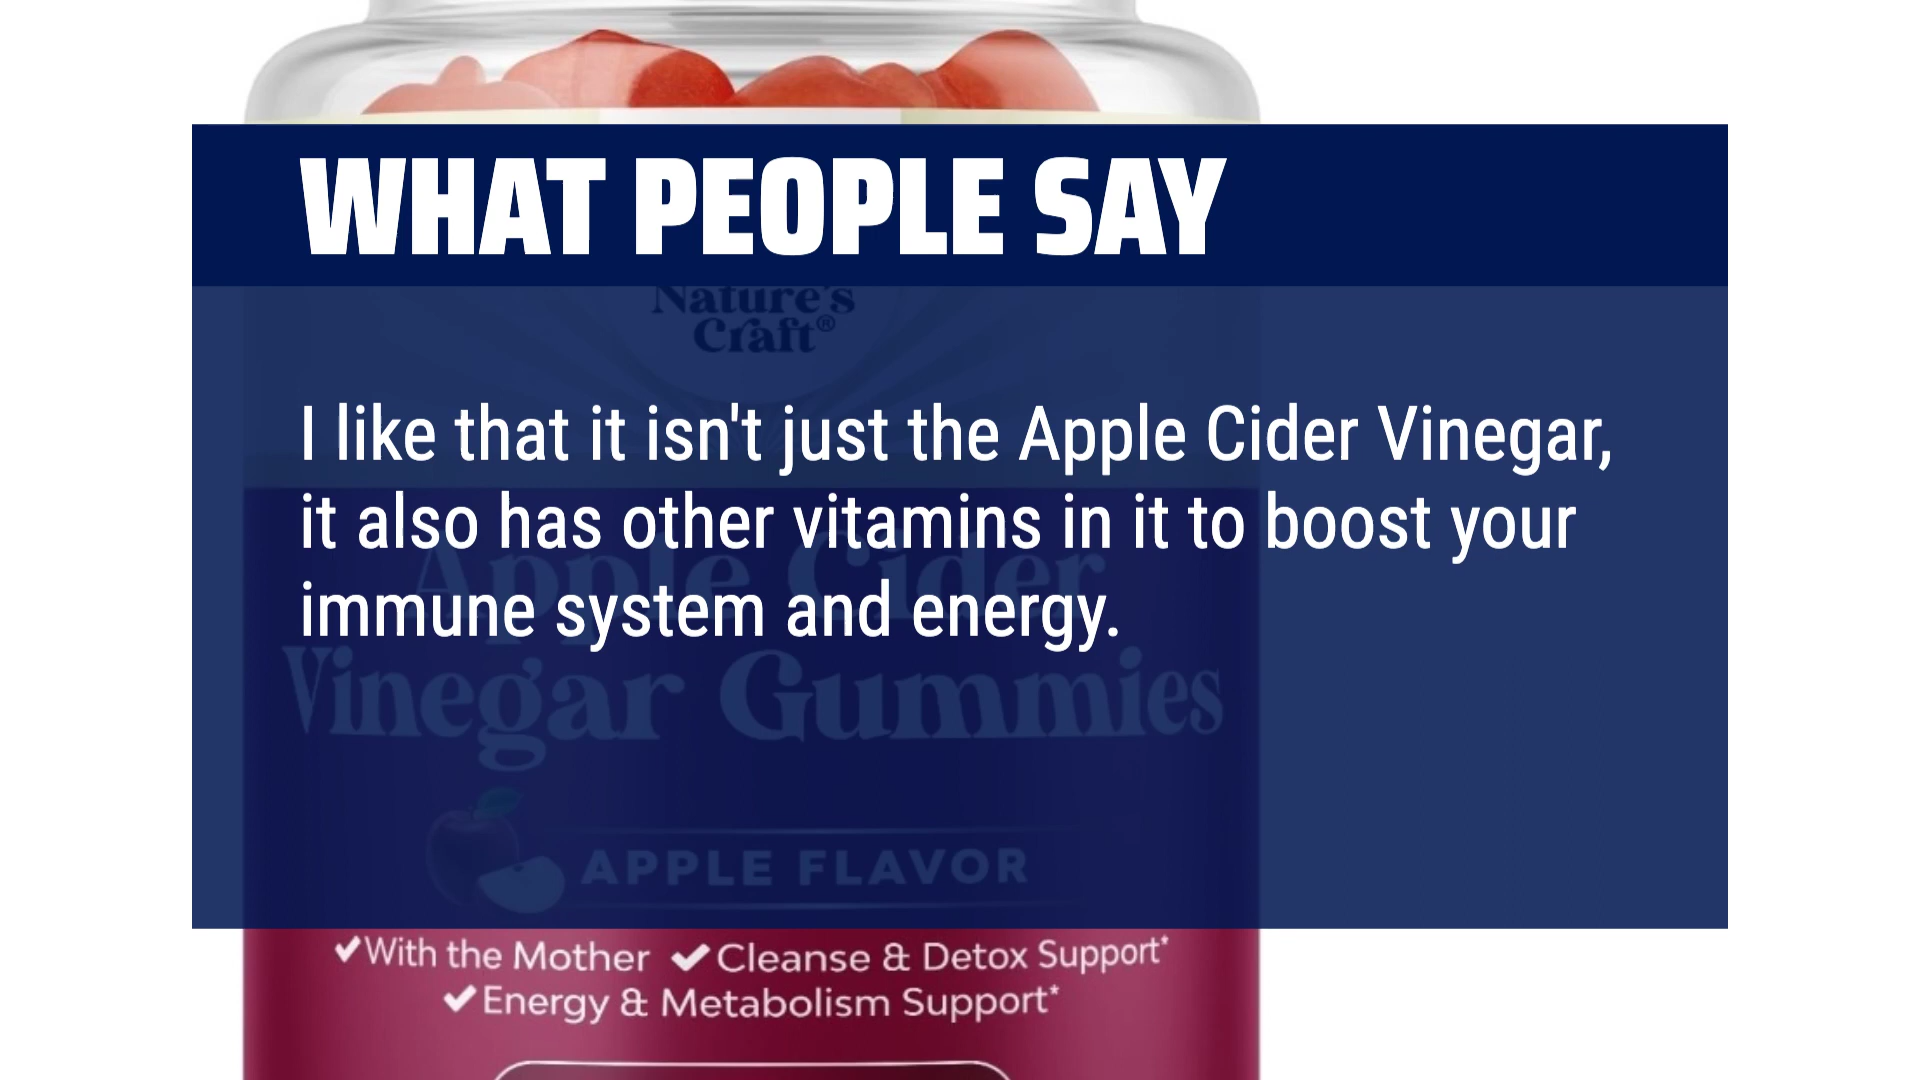 WHAT PEOPLE SAY
Nature's
Craft®
I like that it isn't just the Apple Cider Vinegar,
it also has other vitamins in it to boost your
immune system and energy.
Apple Cider
Vinegar Gummies
APPLE FLAVOR
✔With the Mother ✔Cleanse & Detox Support*
✔Energy & Metabolism Support*